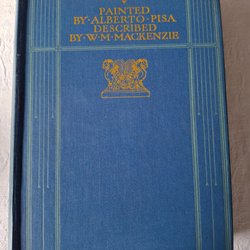 PAINTED
BY·ALBERTO·PISA
DESCRIBED
BY·W·M·MACKENZIE